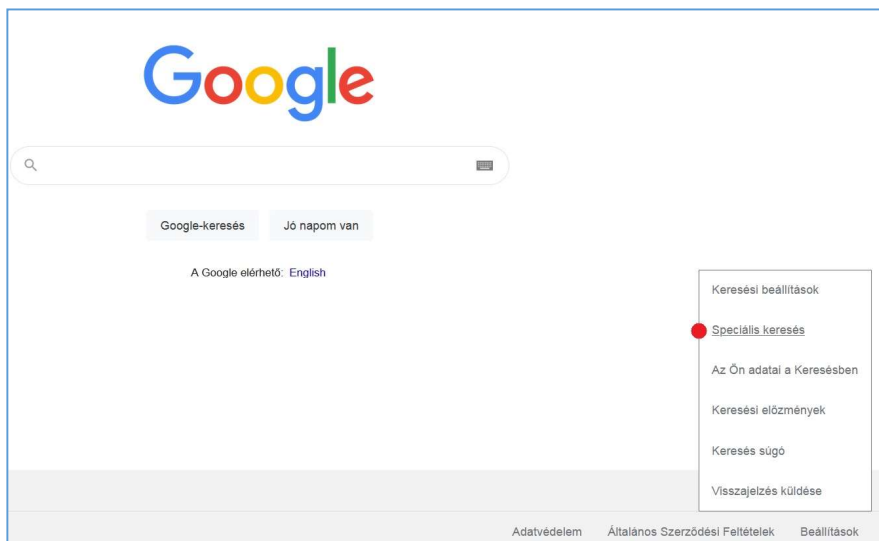 Google
Google-keresés Jó napom van
A Google elérhető: English
Keresési beállítások
Speciális keresés
Az Ön adatai a Keresésben
Keresési előzmények
Keresés súgó
Visszajelzés küldése
Adatvédelem Általános Szerződési Feltételek Beállítások